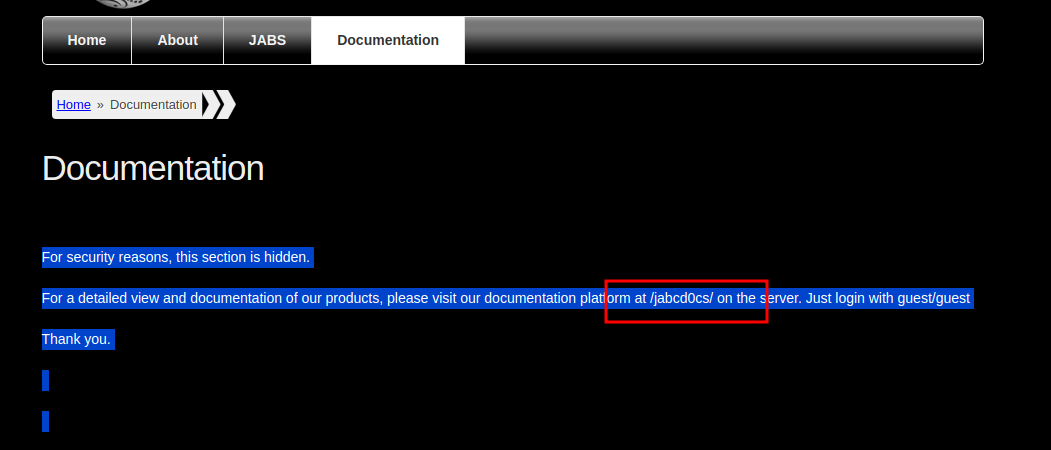 Home About JABS Documentation
Home » Documentation
Documentation
For security reasons, this section is hidden.
For a detailed view and documentation of our products, please visit our documentation platform at /jabcd0cs/ on the server. Just login with guest/guest
Thank you.